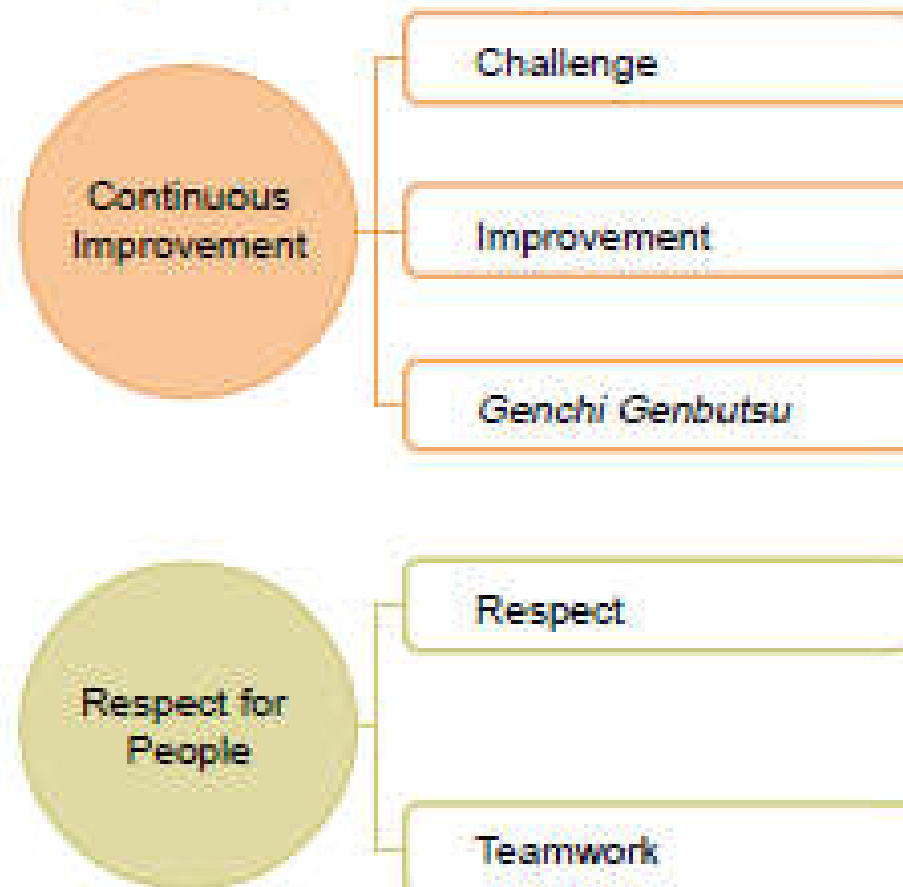 Continuous
Improvement
Challenge
Improvement
Genchi Genbutsu
Respect for
People
Respect
Teamwork